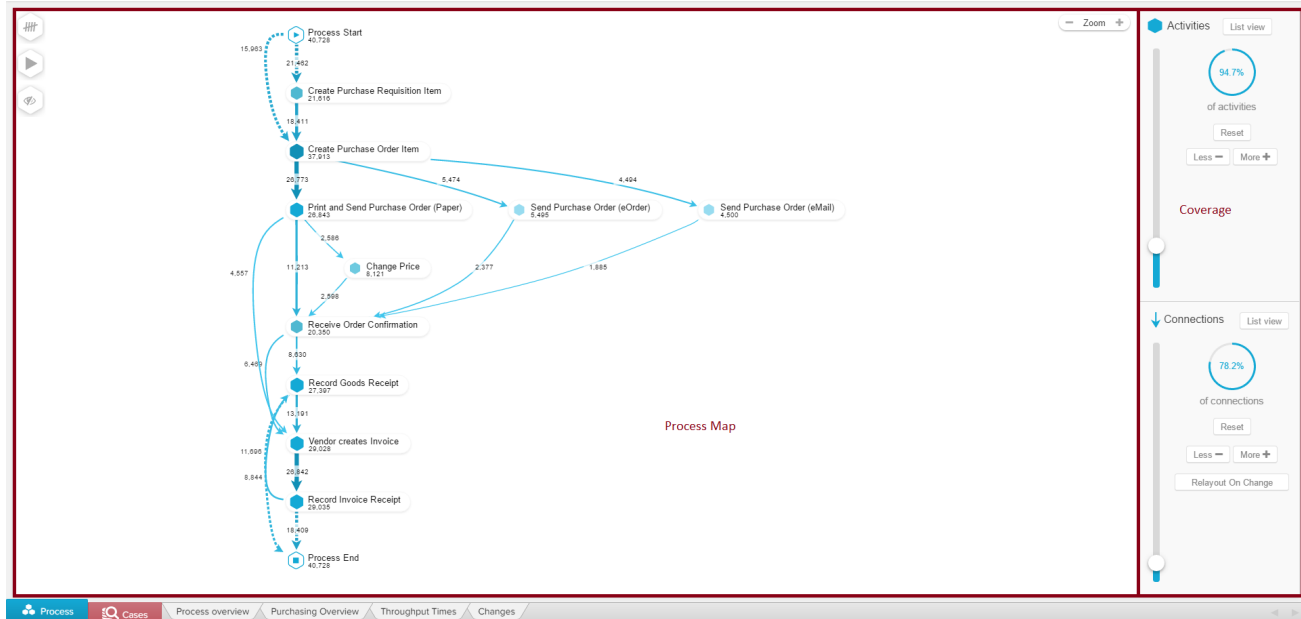 Process Start
40,728
15,963
21,462
Create Purchase Requisition Item
21,616
18,411
Create Purchase Order Item
37,913
26,773
5,474
4,494
Print and Send Purchase Order (Paper)
26,843
Send Purchase Order (eOrder)
5,495
Send Purchase Order (eMail)
4,500
2,586
4,557
11,213
Change Price
8,121
2,377
1,885
2,598
Receive Order Confirmation
20,350
8,630
6,469
Record Goods Receipt
27,397
13,191
Vendor creates Invoice
29,028
11,696
26,842
8,844
Record Invoice Receipt
29,035
18,409
Process End
40,728
Process Map
− Zoom +
Activities
List view
94.7%
of activities
Reset
Less −
More +
Coverage
Connections
List view
78.2%
of connections
Reset
Less −
More +
Relayout On Change
Process
Cases
Process overview
Purchasing Overview
Throughput Times
Changes